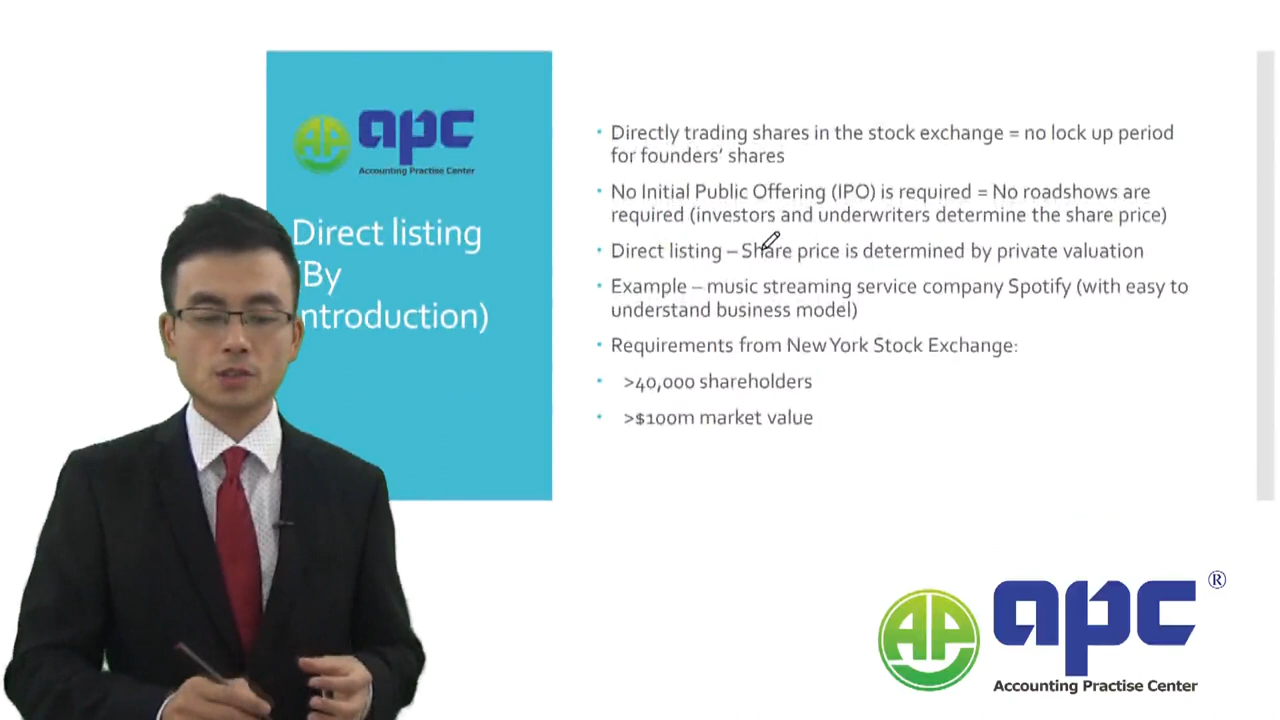 AP apc
Accounting Practise Center
Direct listing
(By
introduction)
• Directly trading shares in the stock exchange = no lock up period
for founders' shares
• No Initial Public Offering (IPO) is required = No roadshows are
required (investors and underwriters determine the share price)
• Direct listing – Share price is determined by private valuation
• Example – music streaming service company Spotify (with easy to
understand business model)
• Requirements from New York Stock Exchange:
• >40,000 shareholders
• >$100m market value
AP apc ®
Accounting Practise Center